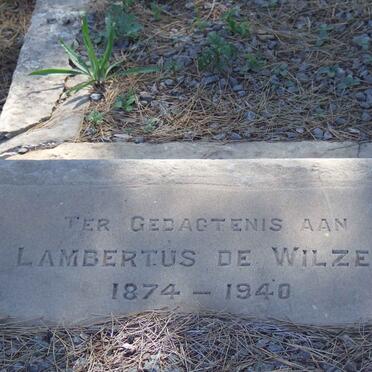 TER GEDAGTENIS AAN
LAMBERTUS DE WILZE
1874 – 1940